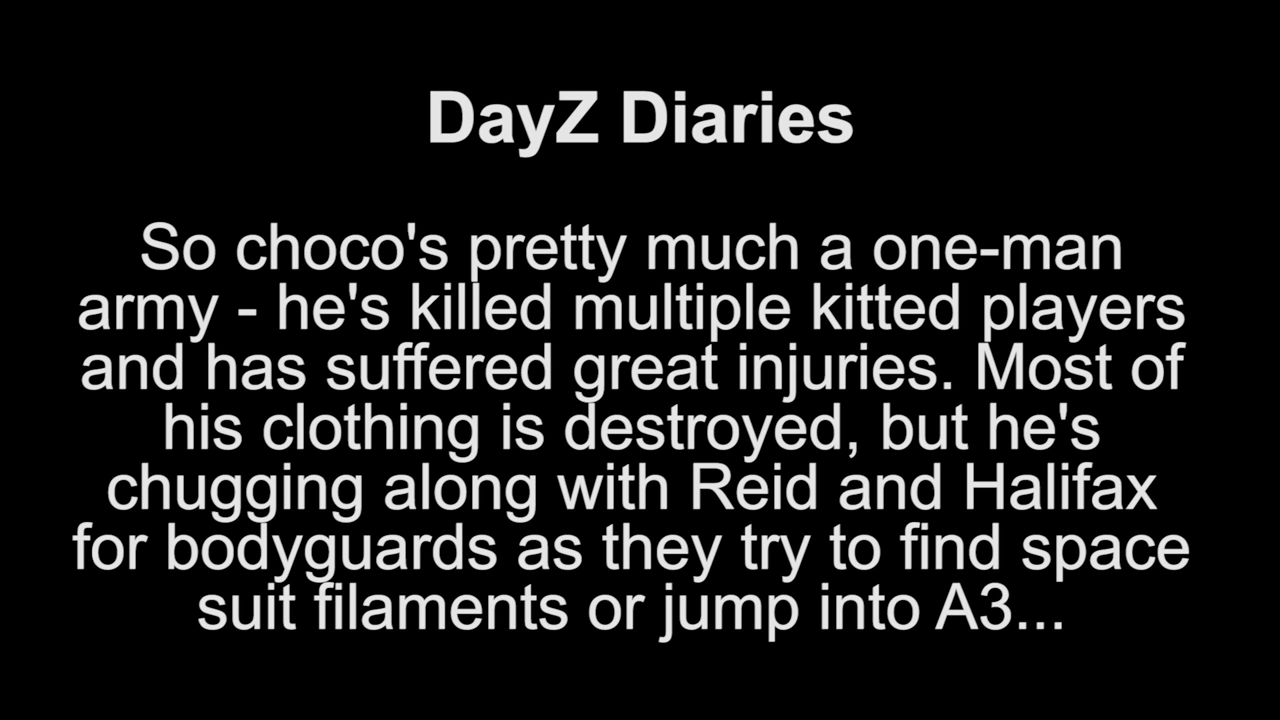 DayZ Diaries
So choco's pretty much a one-man
army - he's killed multiple kitted players
and has suffered great injuries. Most of
his clothing is destroyed, but he's
chugging along with Reid and Halifax
for bodyguards as they try to find space
suit filaments or jump into A3...